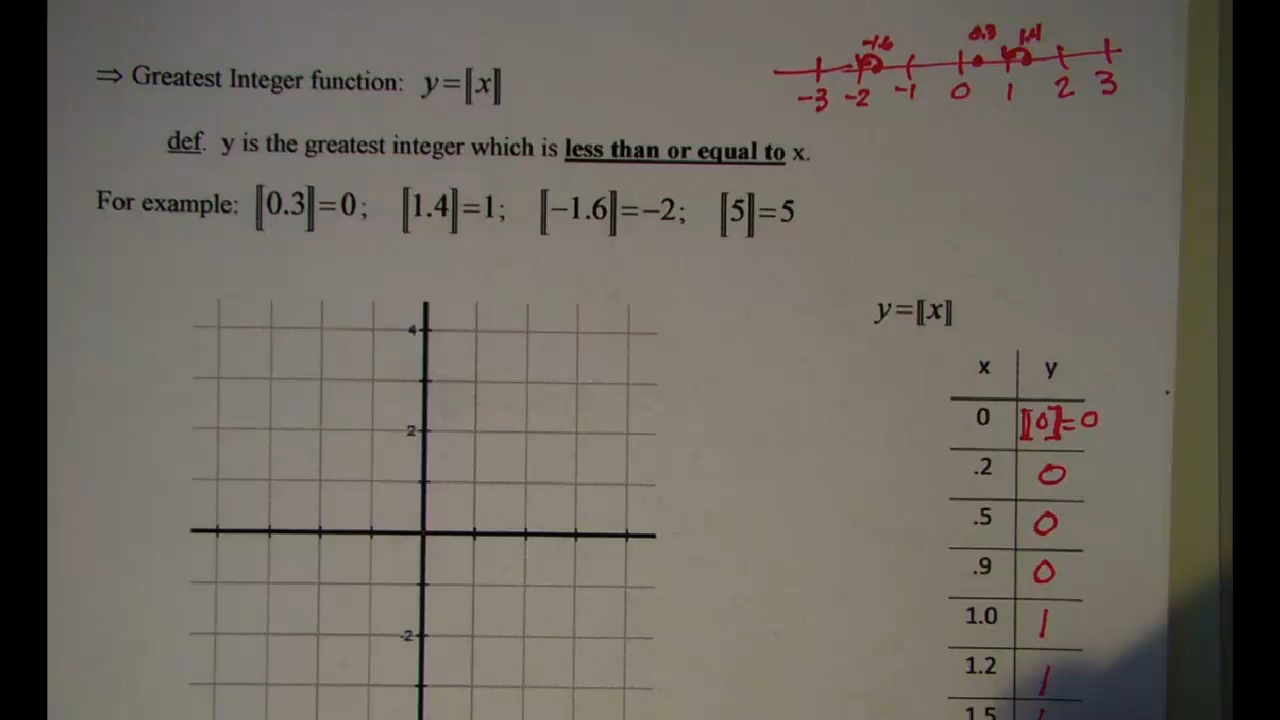 ⇒ Greatest Integer function: y=⟦x⟧
-1.6 0.3 1.4
-3 -2 -1 0 1 2 3
def. y is the greatest integer which is less than or equal to x.
For example: ⟦0.3⟧=0; ⟦1.4⟧=1; ⟦−1.6⟧=−2; ⟦5⟧=5
4
2
-2
y=⟦x⟧
x y
0 ⟦0⟧=0
.2 0
.5 0
.9 0
1.0 1
1.2 1
1.5 1